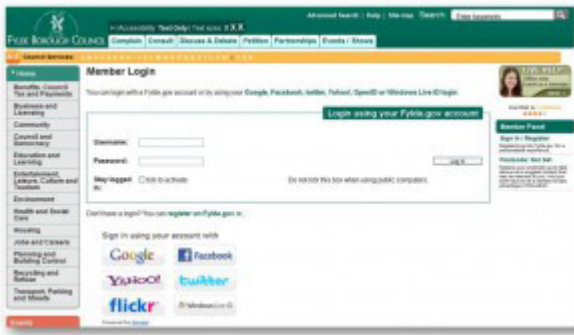 Advanced Search | Help | Site map Search: Enter keywords
Accessibility Text Only | Text sizes: X X X
FYLDE BOROUGH COUNCIL
Complain Consult Discuss & Debate Petition Partnerships Events / Shows
Council Services:
Home
Member Login
You can login with a Fylde.gov account or by using your Google, Facebook, twitter, Yahoo!, OpenID or Windows Live ID login.
Benefits, Council
Tax and Payments
Business and
Licensing
Community
Council and
Democracy
Education and
Learning
Entertainment,
Leisure, Culture and
Tourism
Environment
Health and Social
Care
Housing
Jobs and Careers
Planning and
Building Control
Recycling and
Refuse
Transport, Parking
and Streets
Events
Login using your Fylde.gov account
Username:
Password:
Stay logged
in:
tick to activate
Do not tick this box when using public computers.
Log in
Don't have a login? You can register on Fylde.gov
Sign in using your account with
Google
Facebook
YAHOO!
twitter
flickr
Windows Live ID
LIVE HELP
Member Panel
Sign In / Register